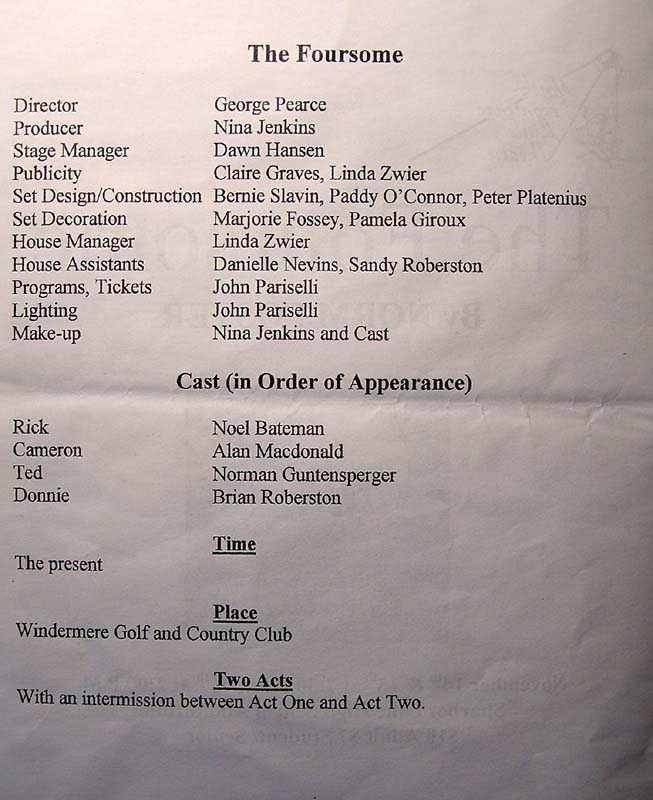 The Foursome
Director George Pearce
Producer Nina Jenkins
Stage Manager Dawn Hansen
Publicity Claire Graves, Linda Zwier
Set Design/Construction Bernie Slavin, Paddy O'Connor, Peter Platenius
Set Decoration Marjorie Fossey, Pamela Giroux
House Manager Linda Zwier
House Assistants Danielle Nevins, Sandy Roberston
Programs, Tickets John Pariselli
Lighting John Pariselli
Make-up Nina Jenkins and Cast
Cast (in Order of Appearance)
Rick Noel Bateman
Cameron Alan Macdonald
Ted Norman Guntensperger
Donnie Brian Roberston
Time
The present
Place
Windermere Golf and Country Club
Two Acts
With an intermission between Act One and Act Two.